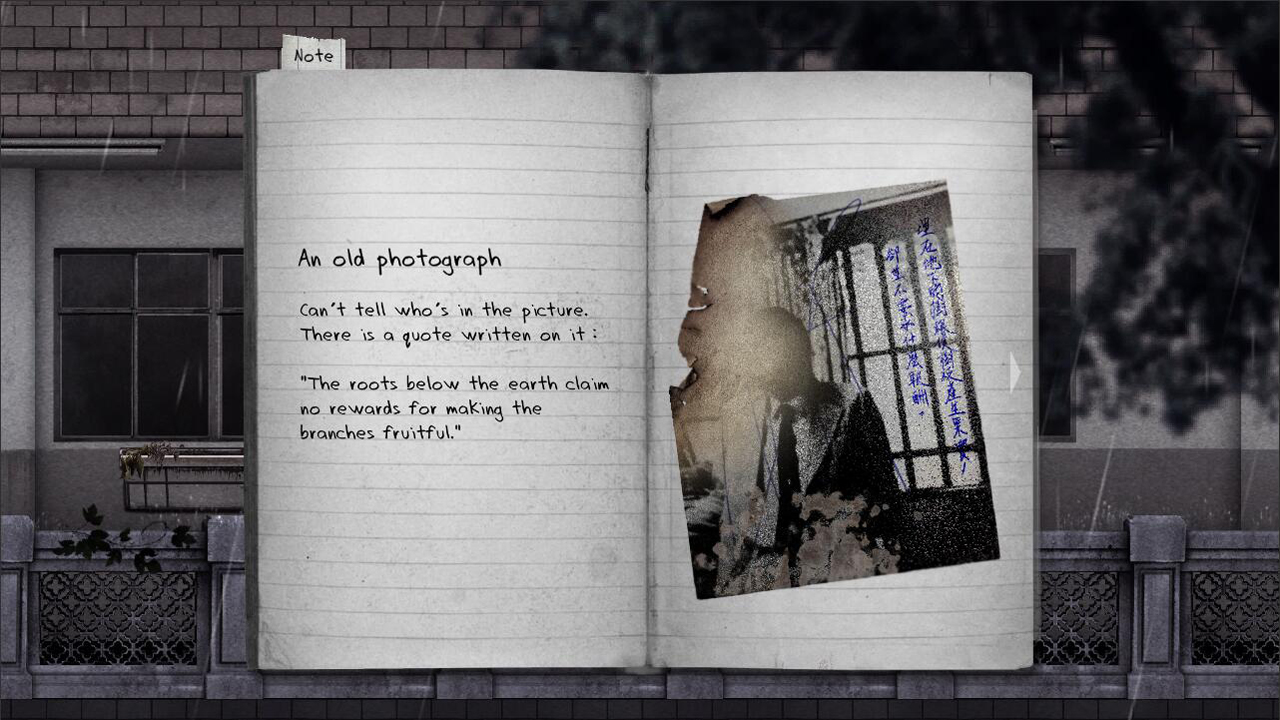 Note
An old photograph
Can't tell who's in the picture.
There is a quote written on it :
"The roots below the earth claim
no rewards for making the
branches fruitful."
埋在地下的樹根使樹枝產生果實,
卻並不要求什麼報酬。